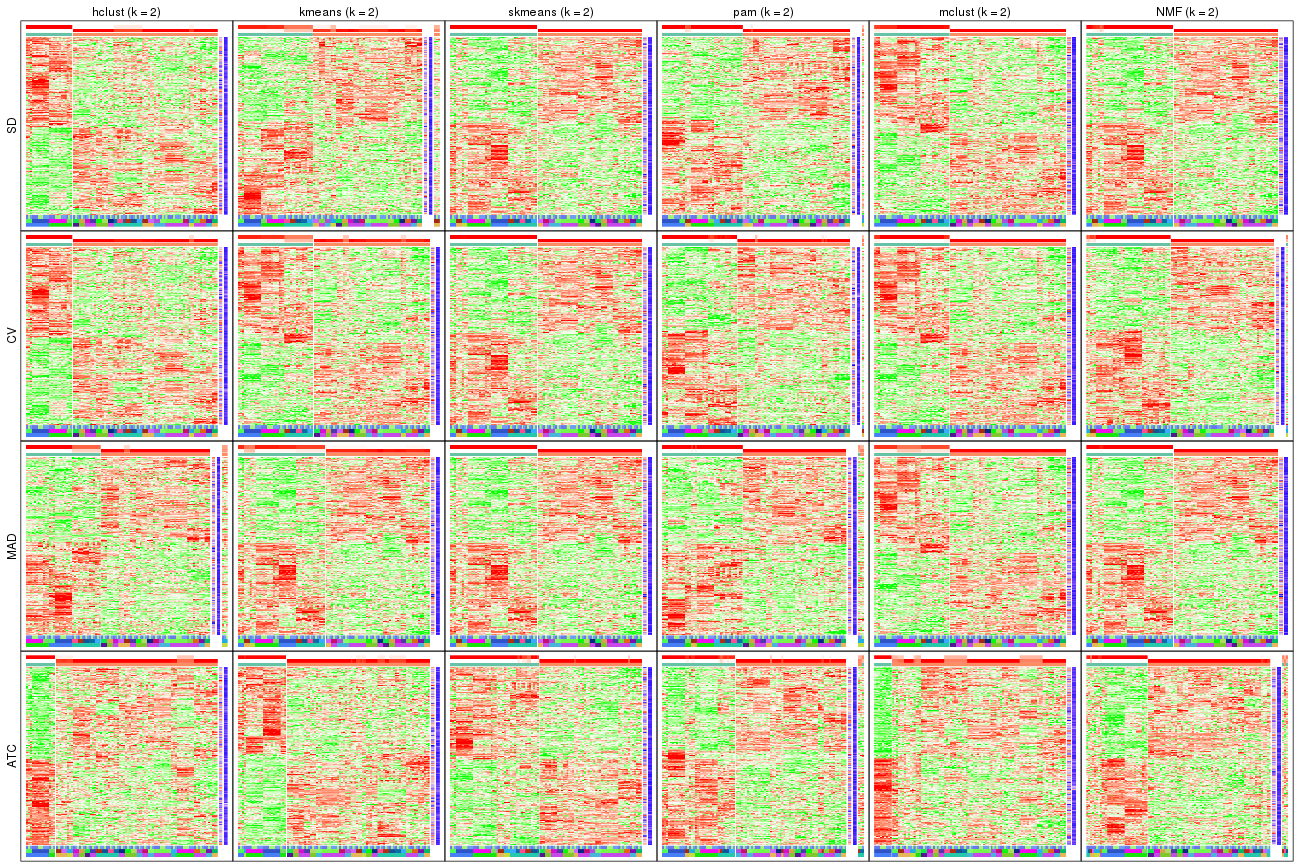 hclust (k = 2) kmeans (k = 2) skmeans (k = 2) pam (k = 2) mclust (k = 2) NMF (k = 2)
SD
CV
MAD
ATC